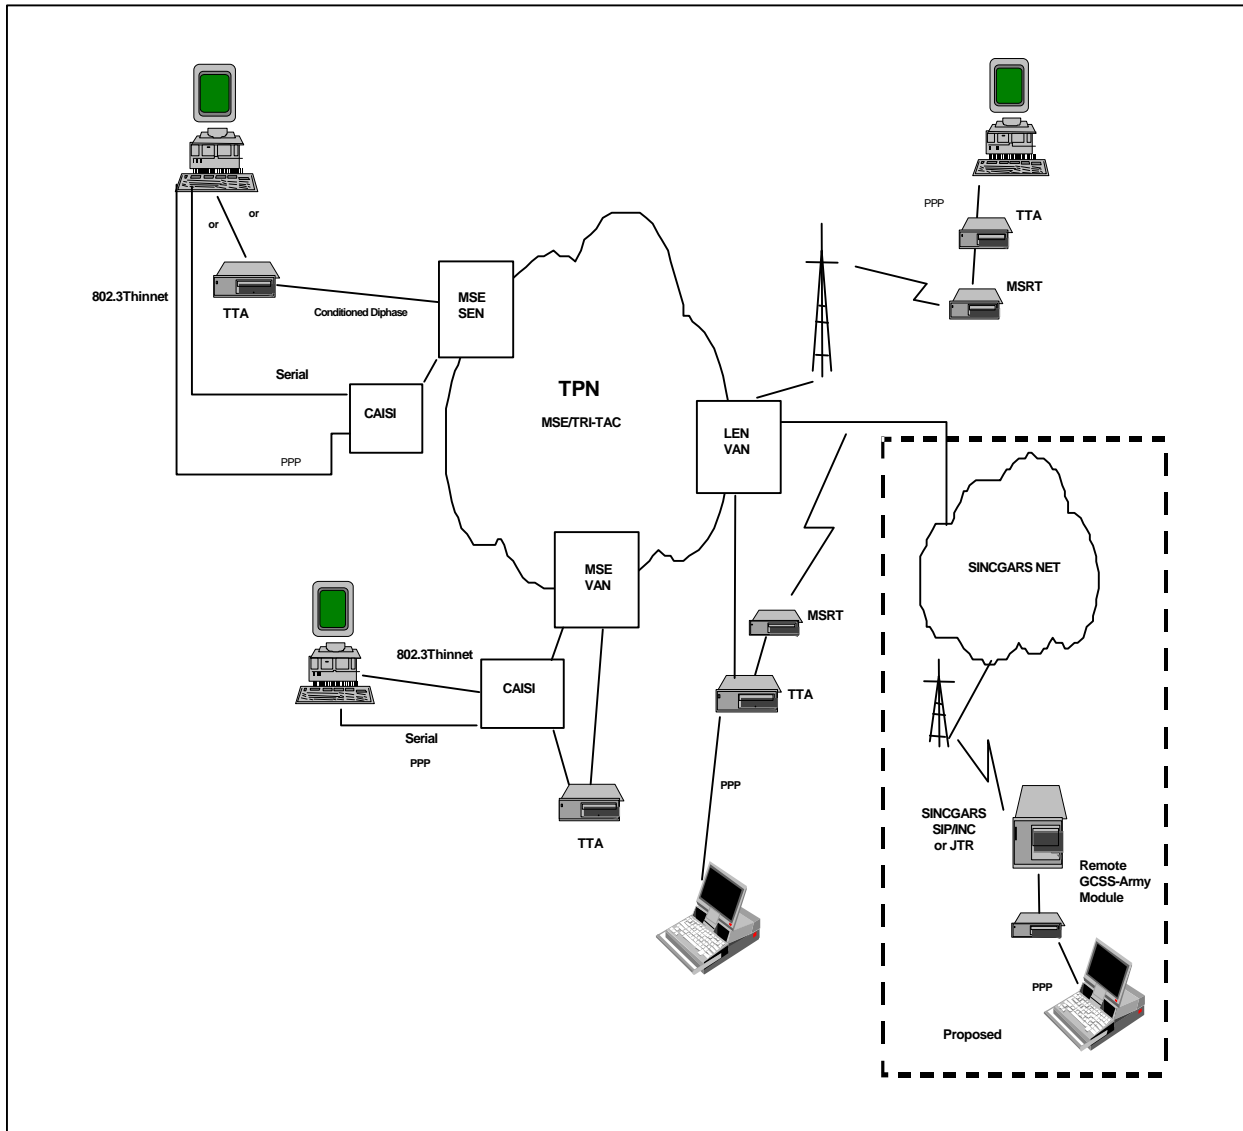 or
or
802.3Thinnet
TTA
Conditioned Diphase
MSE
SEN
Serial
CAISI
PPP
TPN
MSE/TRI-TAC
PPP
TTA
MSRT
LEN
VAN
MSE
VAN
802.3Thinnet
CAISI
Serial
PPP
TTA
MSRT
TTA
PPP
SINCGARS NET
SINCGARS
SIP/INC
or JTR
Remote
GCSS-Army
Module
PPP
Proposed